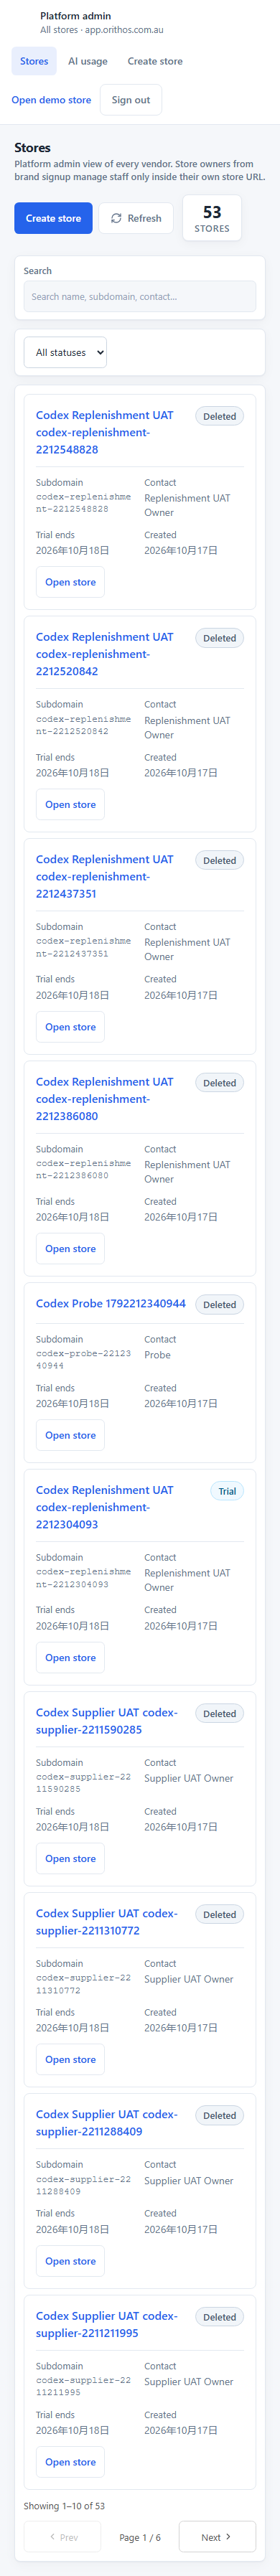 Platform admin
All stores · app.orithos.com.au
Stores
AI usage
Create store
Open demo store
Sign out
Stores
Platform admin view of every vendor. Store owners from
brand signup manage staff only inside their own store URL.
Create store
Refresh
53
STORES
Search
Search name, subdomain, contact...
All statuses
Codex Replenishment UAT
codex-replenishment-
2212548828
Deleted
Subdomain
Contact
codex-replenishme
nt-2212548828
Replenishment UAT
Owner
Trial ends
Created
2026年10月18日
2026年10月17日
Open store
Codex Replenishment UAT
codex-replenishment-
2212520842
Deleted
Subdomain
Contact
codex-replenishme
nt-2212520842
Replenishment UAT
Owner
Trial ends
Created
2026年10月18日
2026年10月17日
Open store
Codex Replenishment UAT
codex-replenishment-
2212437351
Deleted
Subdomain
Contact
codex-replenishme
nt-2212437351
Replenishment UAT
Owner
Trial ends
Created
2026年10月18日
2026年10月17日
Open store
Codex Replenishment UAT
codex-replenishment-
2212386080
Deleted
Subdomain
Contact
codex-replenishme
nt-2212386080
Replenishment UAT
Owner
Trial ends
Created
2026年10月18日
2026年10月17日
Open store
Codex Probe 1792212340944
Deleted
Subdomain
Contact
codex-probe-22123
40944
Probe
Trial ends
Created
2026年10月18日
2026年10月17日
Open store
Codex Replenishment UAT
codex-replenishment-
2212304093
Trial
Subdomain
Contact
codex-replenishme
nt-2212304093
Replenishment UAT
Owner
Trial ends
Created
2026年10月18日
2026年10月17日
Open store
Codex Supplier UAT codex-
supplier-2211590285
Deleted
Subdomain
Contact
codex-supplier-22
11590285
Supplier UAT Owner
Trial ends
Created
2026年10月18日
2026年10月17日
Open store
Codex Supplier UAT codex-
supplier-2211310772
Deleted
Subdomain
Contact
codex-supplier-22
11310772
Supplier UAT Owner
Trial ends
Created
2026年10月18日
2026年10月17日
Open store
Codex Supplier UAT codex-
supplier-2211288409
Deleted
Subdomain
Contact
codex-supplier-22
11288409
Supplier UAT Owner
Trial ends
Created
2026年10月18日
2026年10月17日
Open store
Codex Supplier UAT codex-
supplier-2211211995
Deleted
Subdomain
Contact
codex-supplier-22
11211995
Supplier UAT Owner
Trial ends
Created
2026年10月18日
2026年10月17日
Open store
Showing 1–10 of 53
Prev
Page 1 / 6
Next